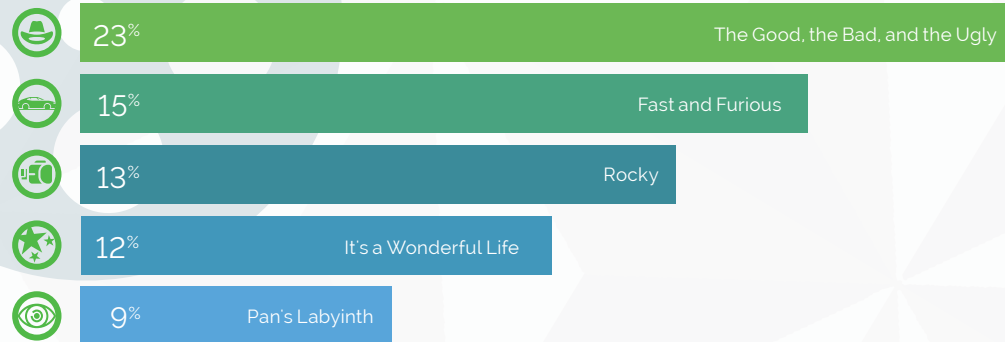 23% The Good, the Bad, and the Ugly
15% Fast and Furious
13% Rocky
12% It's a Wonderful Life
9% Pan's Labyinth